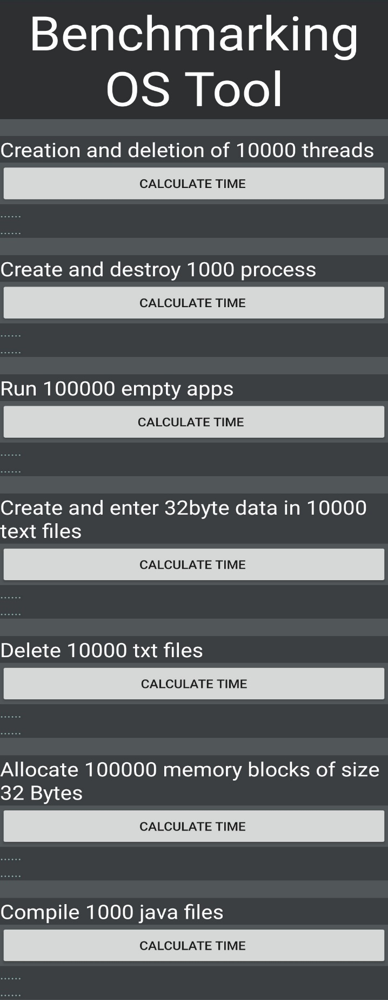 Benchmarking
OS Tool
Creation and deletion of 10000 threads
CALCULATE TIME
......
......
Create and destroy 1000 process
CALCULATE TIME
......
......
Run 100000 empty apps
CALCULATE TIME
......
......
Create and enter 32byte data in 10000
text files
CALCULATE TIME
......
......
Delete 10000 txt files
CALCULATE TIME
......
......
Allocate 100000 memory blocks of size
32 Bytes
CALCULATE TIME
......
......
Compile 1000 java files
CALCULATE TIME
......
......